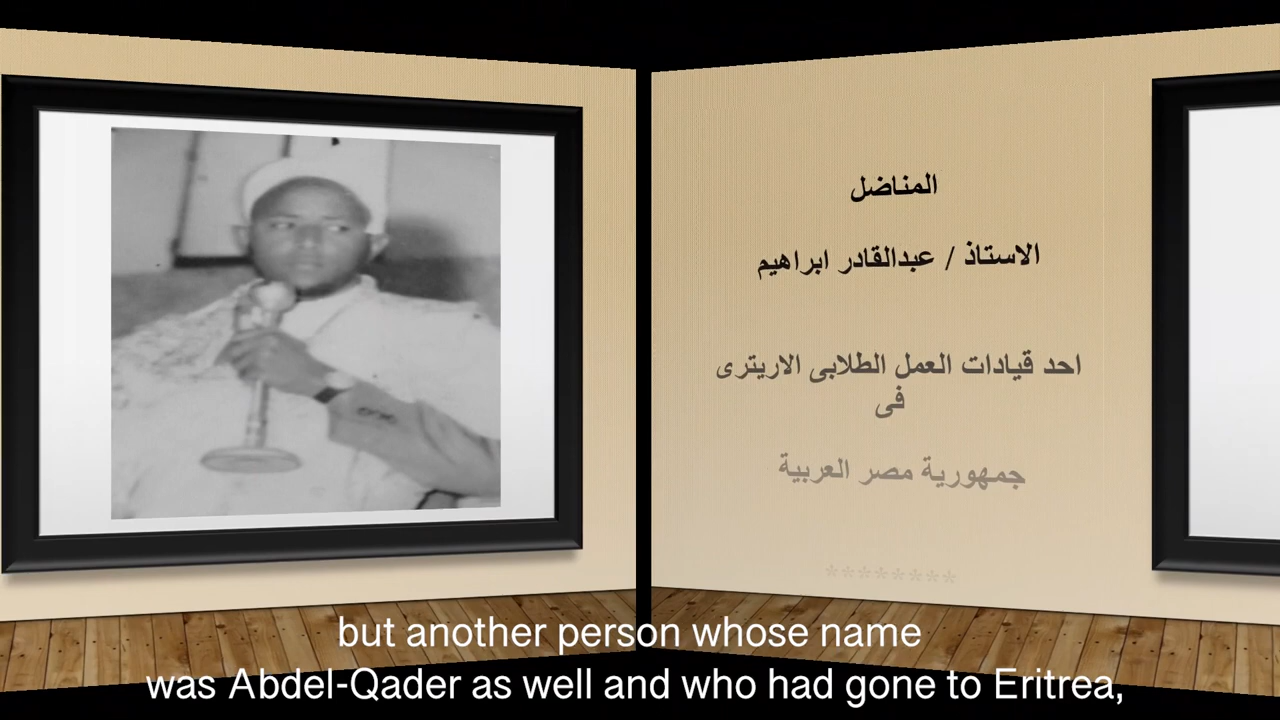 المناضل
الاستاذ / عبدالقادر ابراهيم
احد قيادات العمل الطلابى الاريترى
فى
جمهورية مصر العربية
********
but another person whose name
was Abdel-Qader as well and who had gone to Eritrea,